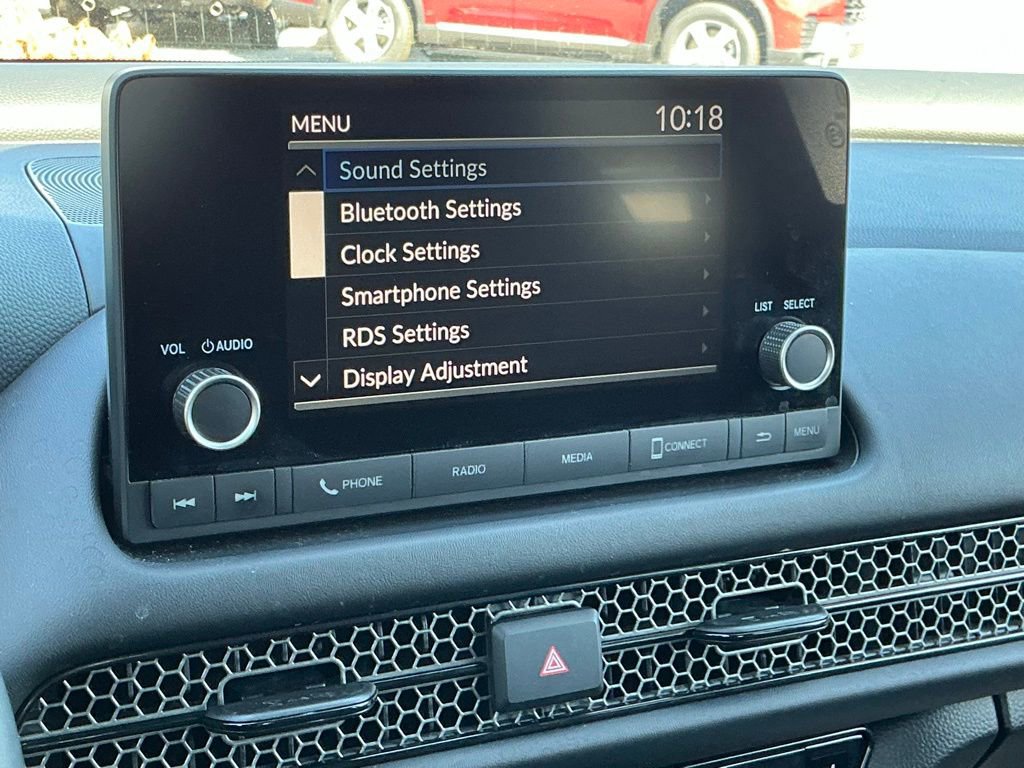 MENU 10:18
Sound Settings
Bluetooth Settings
Clock Settings
Smartphone Settings
RDS Settings
Display Adjustment
VOL AUDIO
LIST SELECT
PHONE RADIO MEDIA CONNECT MENU